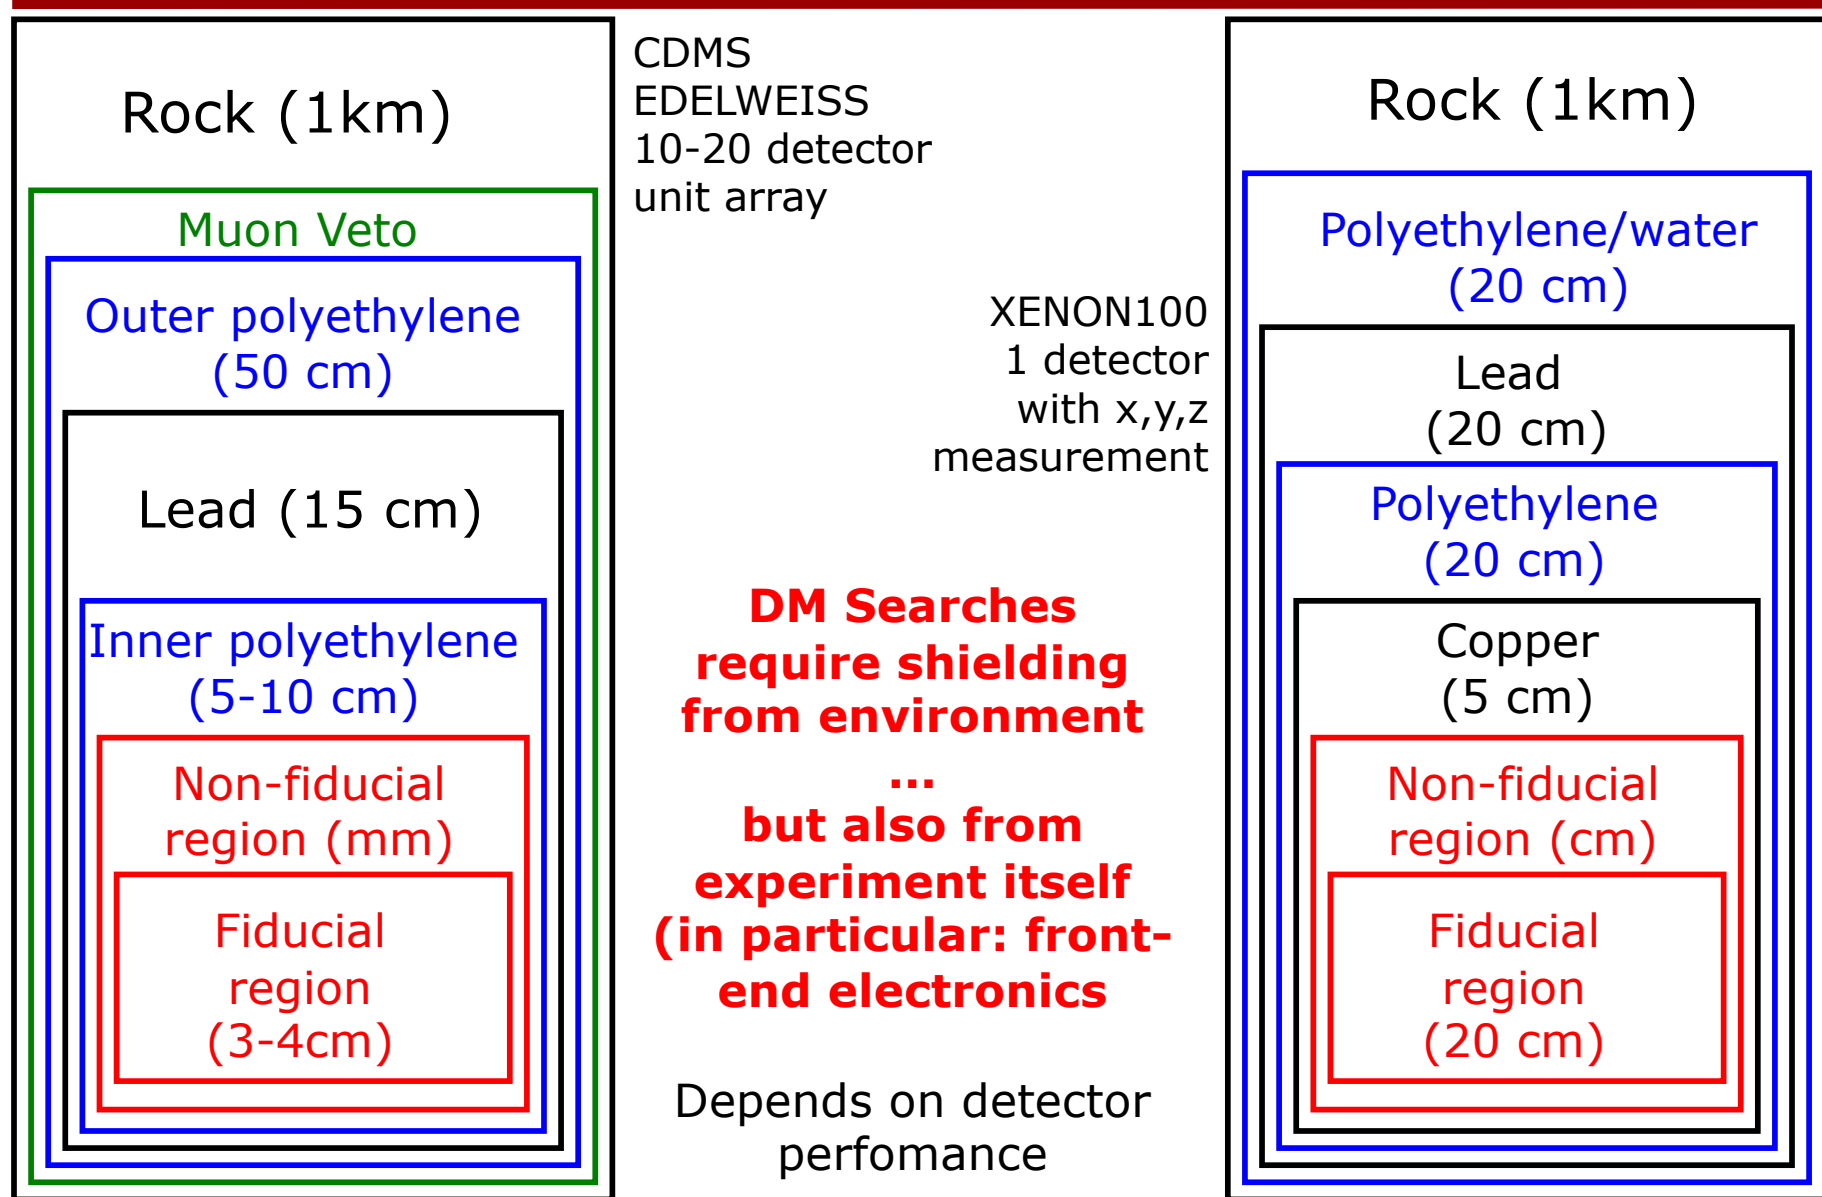 Rock (1km)
Muon Veto
Outer polyethylene
(50 cm)
Lead (15 cm)
Inner polyethylene
(5-10 cm)
Non-fiducial
region (mm)
Fiducial
region
(3-4cm)
CDMS
EDELWEISS
10-20 detector
unit array
XENON100
1 detector
with x,y,z
measurement
DM Searches
require shielding
from environment
...
but also from
experiment itself
(in particular: front-
end electronics
Depends on detector
perfomance
Rock (1km)
Polyethylene/water
(20 cm)
Lead
(20 cm)
Polyethylene
(20 cm)
Copper
(5 cm)
Non-fiducial
region (cm)
Fiducial
region
(20 cm)